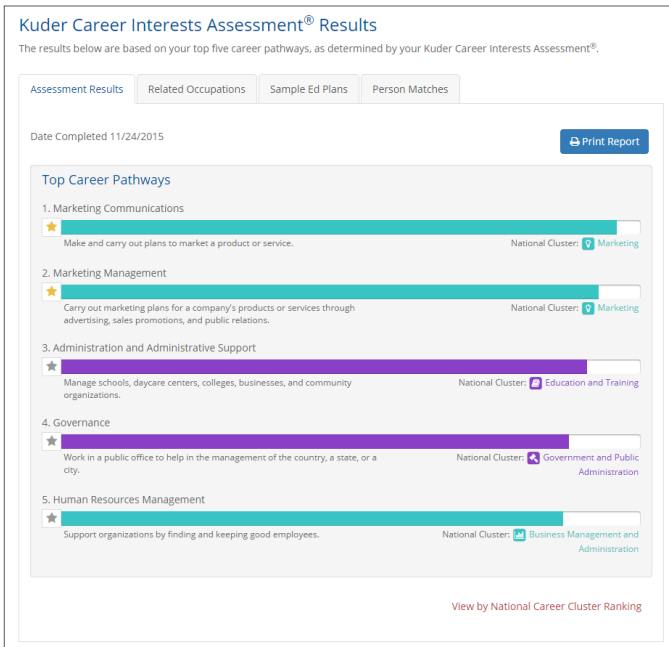 Kuder Career Interests Assessment® Results
The results below are based on your top five career pathways, as determined by your Kuder Career Interests Assessment®.
Assessment Results Related Occupations Sample Ed Plans Person Matches
Date Completed 11/24/2015
Print Report
Top Career Pathways
1. Marketing Communications
Make and carry out plans to market a product or service.
National Cluster: Marketing
2. Marketing Management
Carry out marketing plans for a company's products or services through
advertising, sales promotions, and public relations.
National Cluster: Marketing
3. Administration and Administrative Support
Manage schools, daycare centers, colleges, businesses, and community
organizations.
National Cluster: Education and Training
4. Governance
Work in a public office to help in the management of the country, a state, or a
city.
National Cluster: Government and Public
Administration
5. Human Resources Management
Support organizations by finding and keeping good employees.
National Cluster: Business Management and
Administration
View by National Career Cluster Ranking